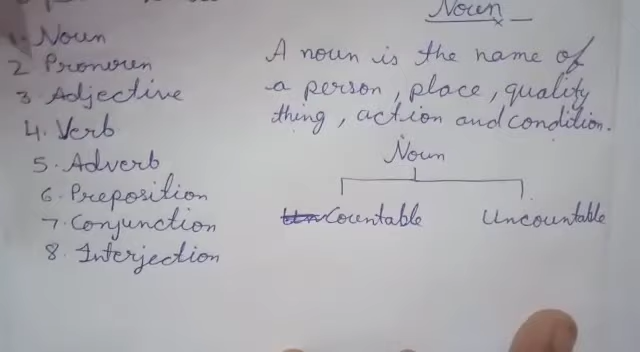 1. Noun
2 Pronoun
3. Adjective
4. Verb
5. Adverb
6. Preposition
7. Conjunction
8. Interjection
Noun
A noun is the name of
a person, place, quality
thing, action and condition.
Noun
Countable Uncountable